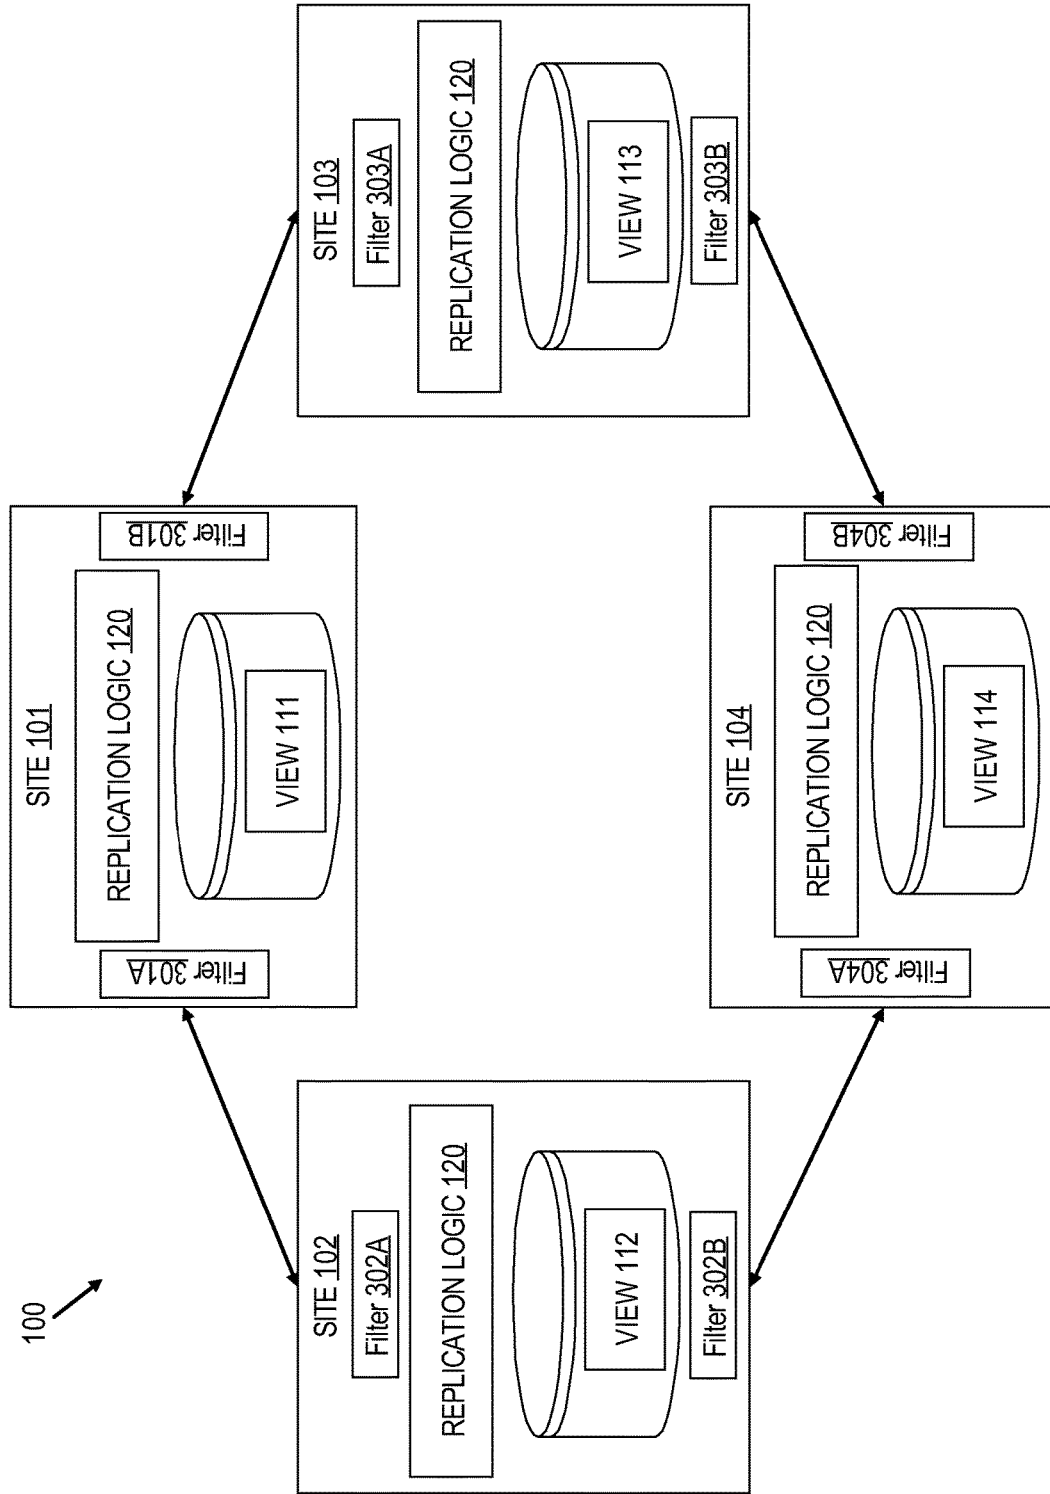 100
SITE 101
Filter 301A
REPLICATION LOGIC 120
VIEW 111
Filter 301B
SITE 102
Filter 302A
REPLICATION LOGIC 120
VIEW 112
Filter 302B
SITE 103
Filter 303A
REPLICATION LOGIC 120
VIEW 113
Filter 303B
SITE 104
Filter 304A
REPLICATION LOGIC 120
VIEW 114
Filter 304B